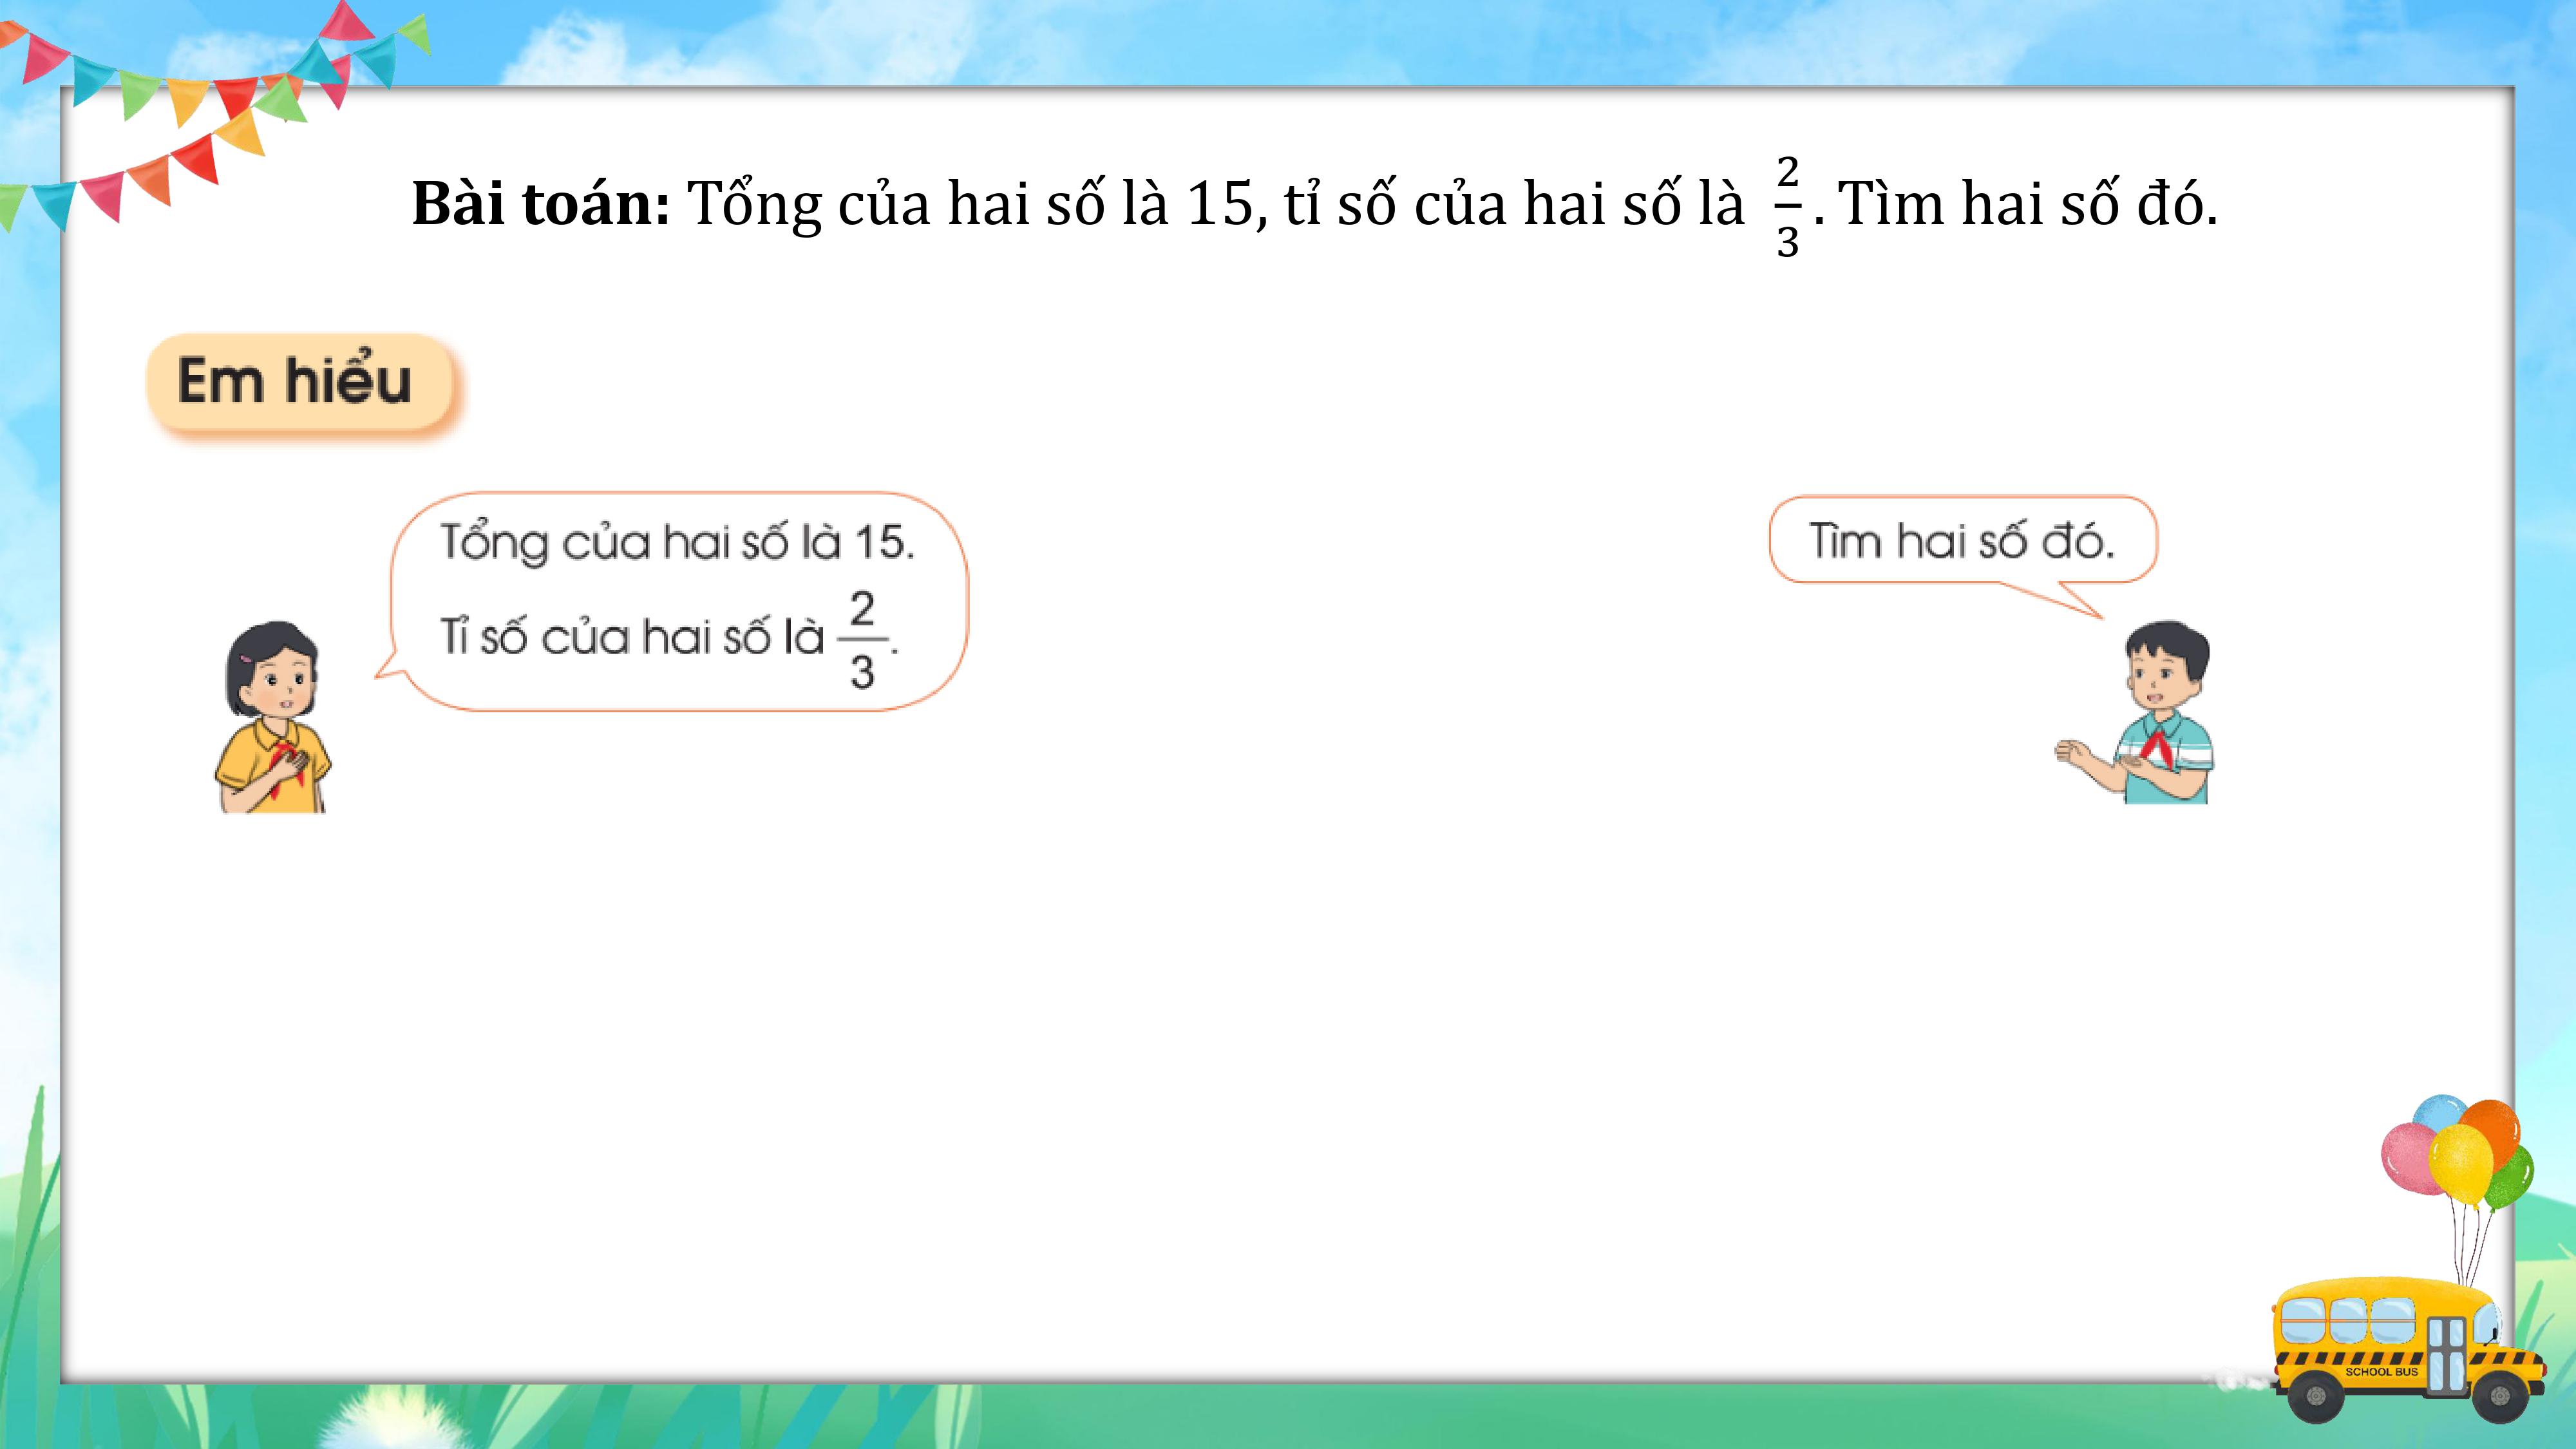 Bài toán: Tổng của hai số là 15, tỉ số của hai số là 2/3. Tìm hai số đó.
Em hiểu
Tổng của hai số là 15.
Tỉ số của hai số là 2/3.
Tìm hai số đó.
SCHOOL BUS